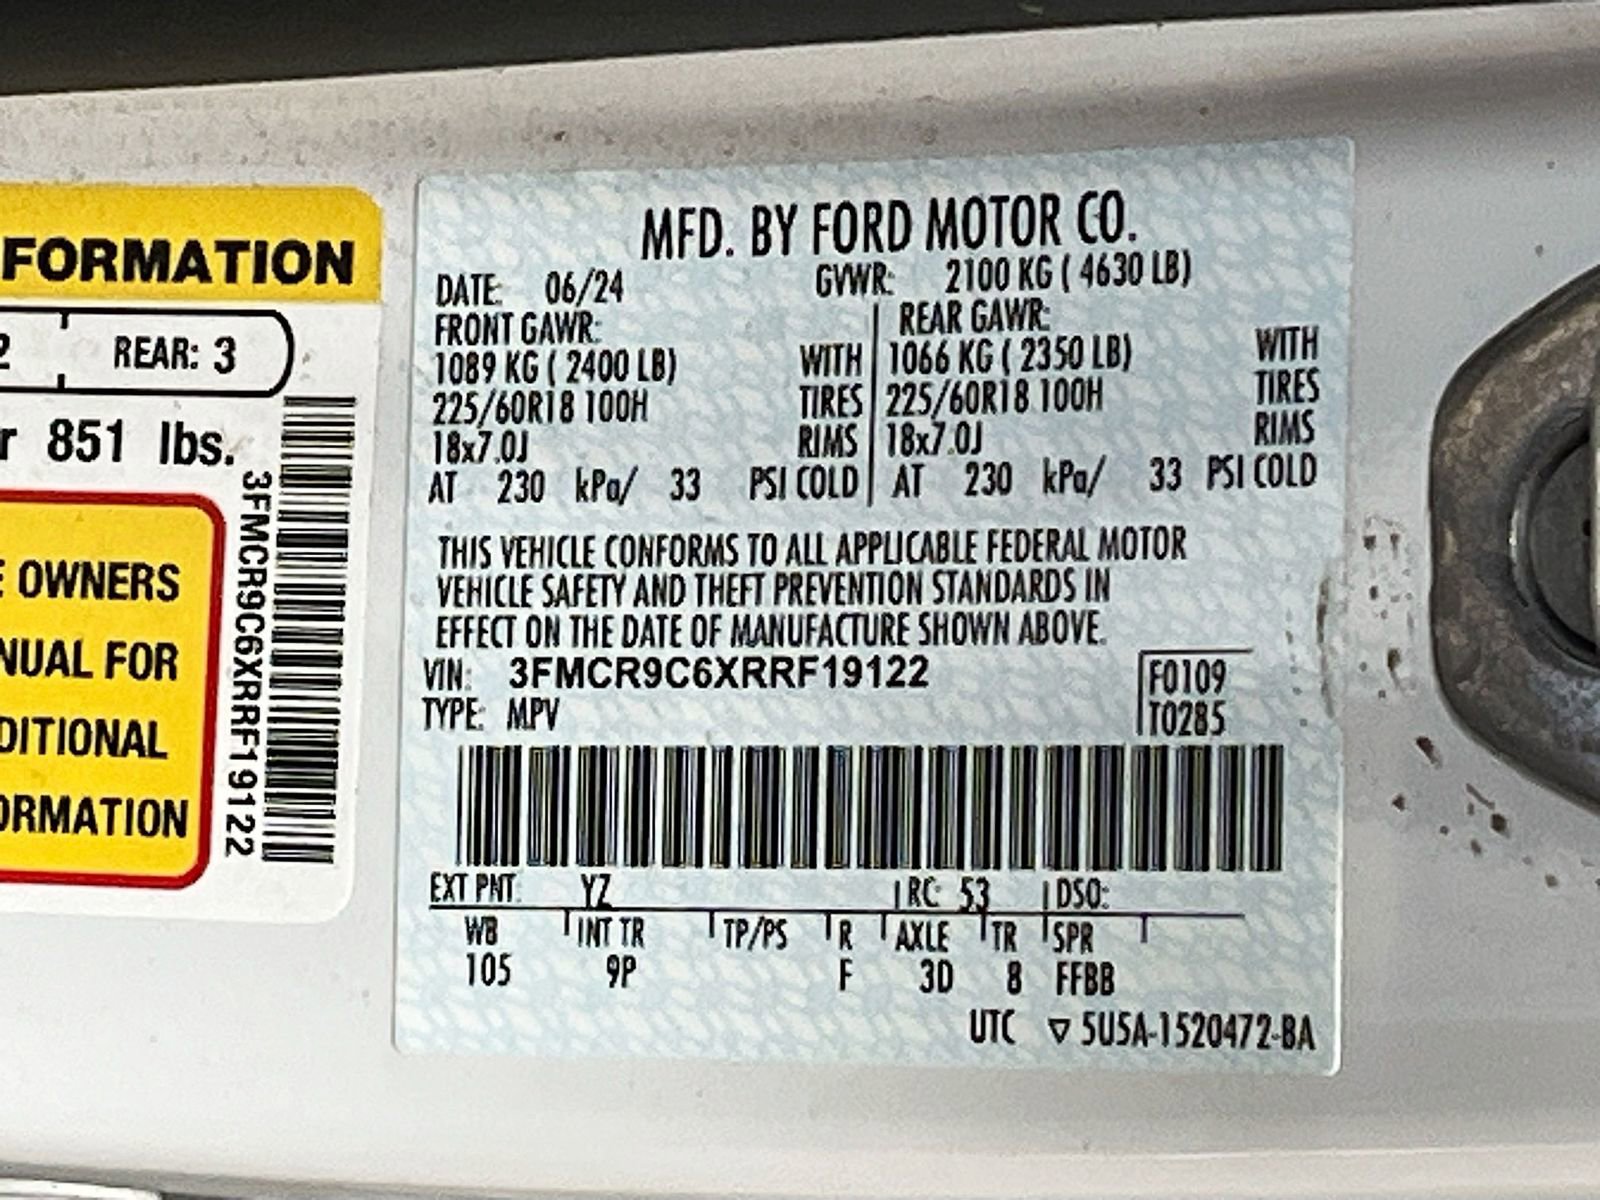 FORMATION
2 REAR: 3
r 851 lbs.
E OWNERS
NUAL FOR
DITIONAL
ORMATION
3FMCR9C6XRRF19122
MFD. BY FORD MOTOR CO.
DATE: 06/24 GVWR: 2100 KG ( 4630 LB)
FRONT GAWR: REAR GAWR:
1089 KG ( 2400 LB) WITH 1066 KG ( 2350 LB) WITH
225/60R18 100H TIRES 225/60R18 100H TIRES
18x7.0J RIMS 18x7.0J RIMS
AT 230 kPa/ 33 PSI COLD AT 230 kPa/ 33 PSI COLD
THIS VEHICLE CONFORMS TO ALL APPLICABLE FEDERAL MOTOR
VEHICLE SAFETY AND THEFT PREVENTION STANDARDS IN
EFFECT ON THE DATE OF MANUFACTURE SHOWN ABOVE.
VIN: 3FMCR9C6XRRF19122 F0109
TYPE: MPV T0285
EXT PNT: YZ RC: 53 DSO:
WB INT TR TP/PS R AXLE TR SPR
105 9P F 3D 8 FFBB
UTC ▽ 5U5A-1520472-BA